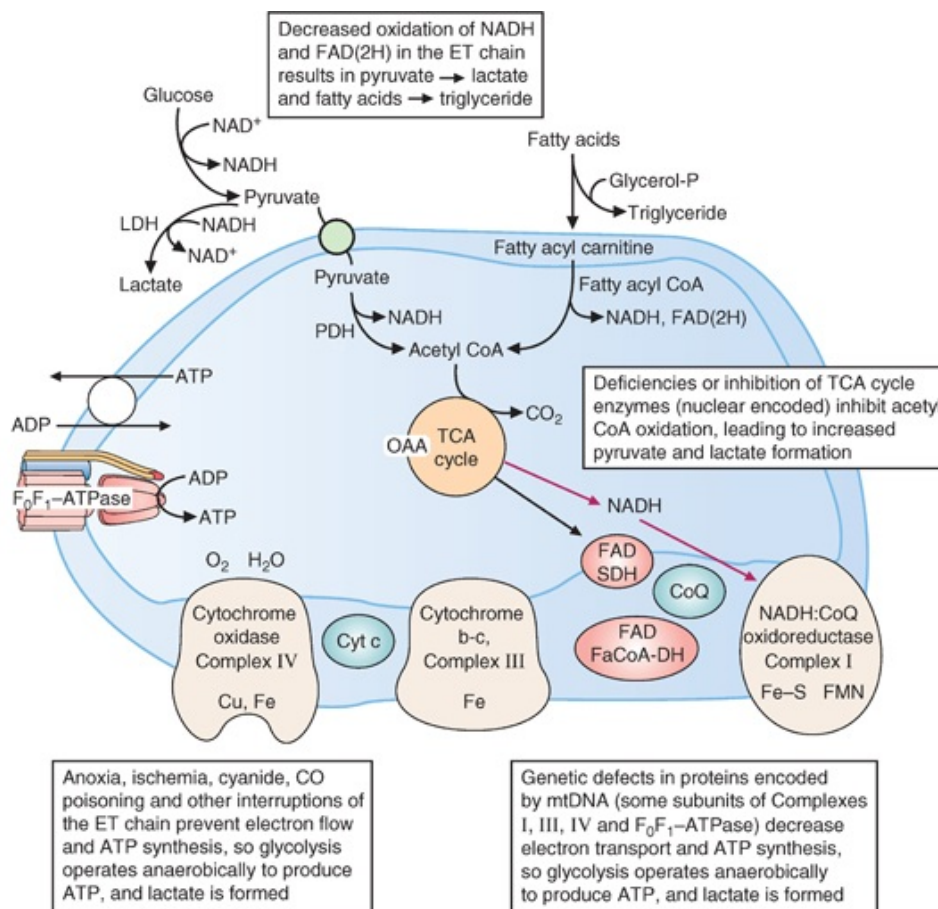 Decreased oxidation of NADH
and FAD(2H) in the ET chain
results in pyruvate → lactate
and fatty acids → triglyceride
Glucose
NAD⁺
NADH
Pyruvate
LDH
NADH
NAD⁺
Lactate
Fatty acids
Glycerol-P
Triglyceride
Fatty acyl carnitine
Pyruvate
PDH
NADH
Fatty acyl CoA
NADH, FAD(2H)
Acetyl CoA
CO₂
OAA
TCA
cycle
ATP
ADP
F₀F₁–ATPase
ADP
ATP
Deficiencies or inhibition of TCA cycle
enzymes (nuclear encoded) inhibit acety
CoA oxidation, leading to increased
pyruvate and lactate formation
NADH
FAD
SDH
CoQ
FAD
FaCoA-DH
O₂ H₂O
Cytochrome
oxidase
Complex IV
Cu, Fe
Cyt c
Cytochrome
b-c,
Complex III
Fe
NADH:CoQ
oxidoreductase
Complex I
Fe–S FMN
Anoxia, ischemia, cyanide, CO
poisoning and other interruptions of
the ET chain prevent electron flow
and ATP synthesis, so glycolysis
operates anaerobically to produce
ATP, and lactate is formed
Genetic defects in proteins encoded
by mtDNA (some subunits of Complexes
I, III, IV and F₀F₁–ATPase) decrease
electron transport and ATP synthesis,
so glycolysis operates anaerobically
to produce ATP, and lactate is formed